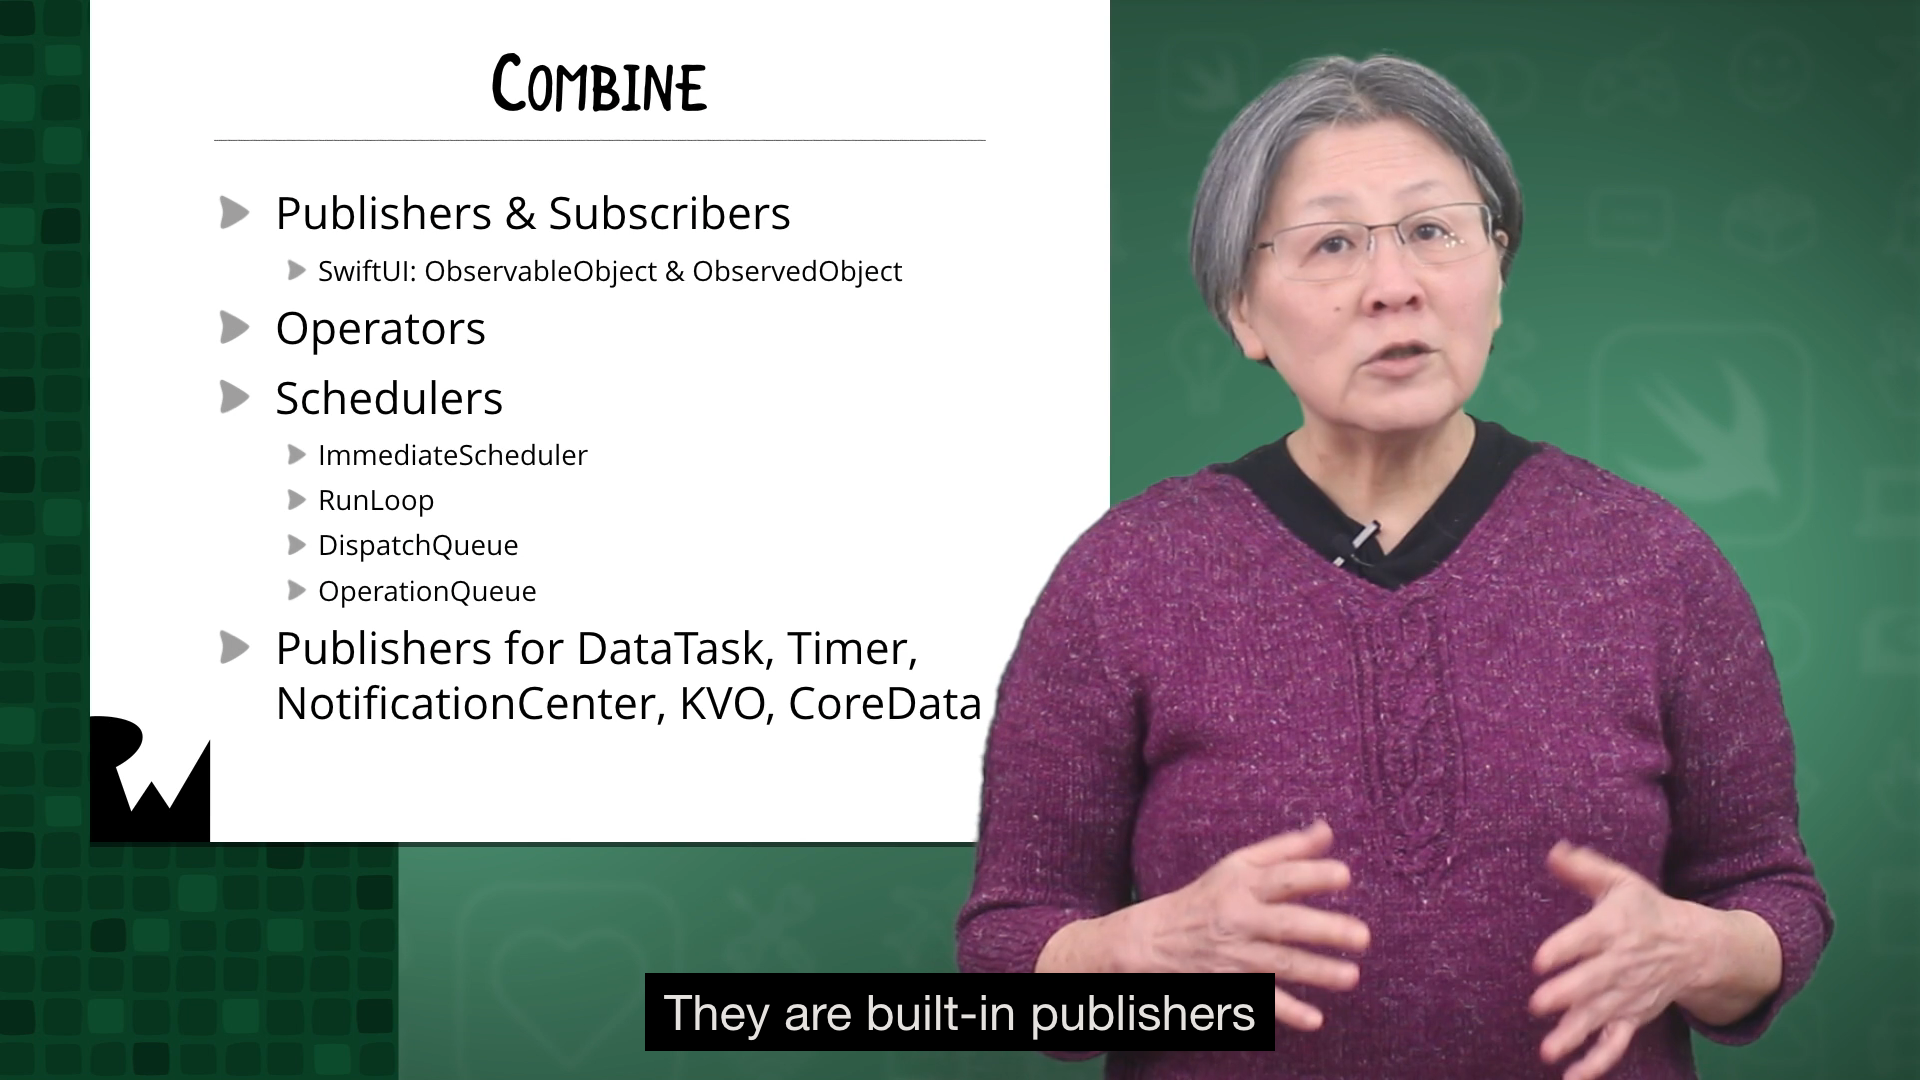 COMBINE
Publishers & Subscribers
SwiftUI: ObservableObject & ObservedObject
Operators
Schedulers
ImmediateScheduler
RunLoop
DispatchQueue
OperationQueue
Publishers for DataTask, Timer,
NotificationCenter, KVO, CoreData
RW
They are built-in publishers